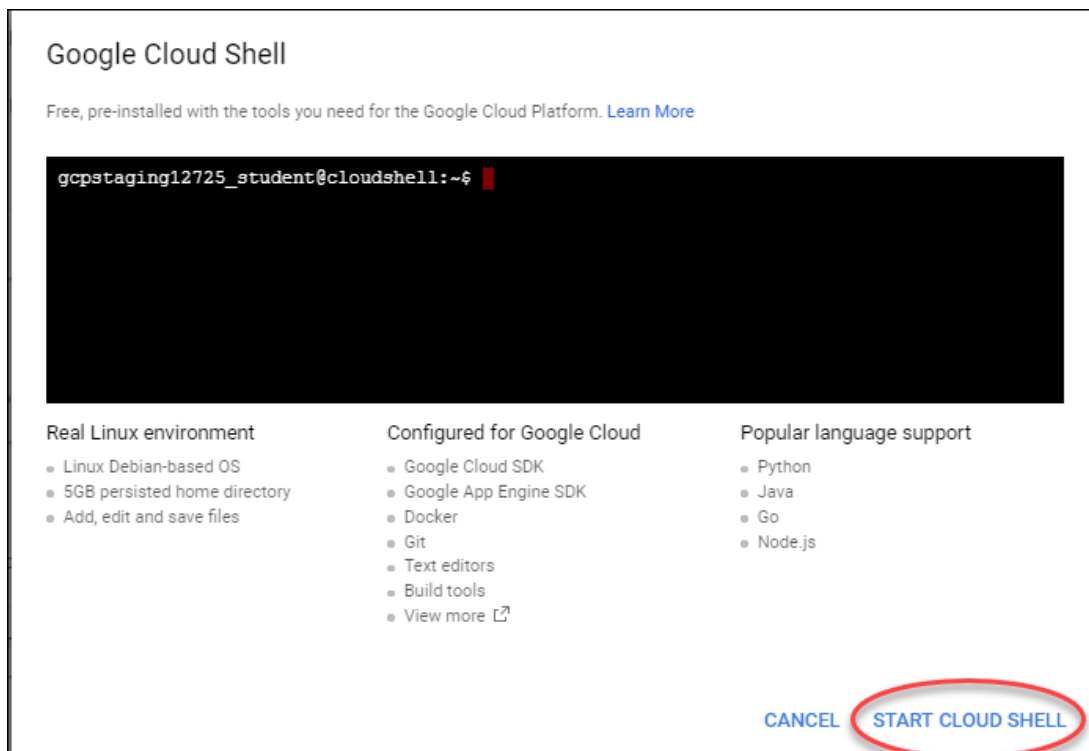 Google Cloud Shell
Free, pre-installed with the tools you need for the Google Cloud Platform. Learn More
gcpstaging12725_student@cloudshell:~$
Real Linux environment
Linux Debian-based OS
5GB persisted home directory
Add, edit and save files
Configured for Google Cloud
Google Cloud SDK
Google App Engine SDK
Docker
Git
Text editors
Build tools
View more
Popular language support
Python
Java
Go
Node.js
CANCEL
START CLOUD SHELL